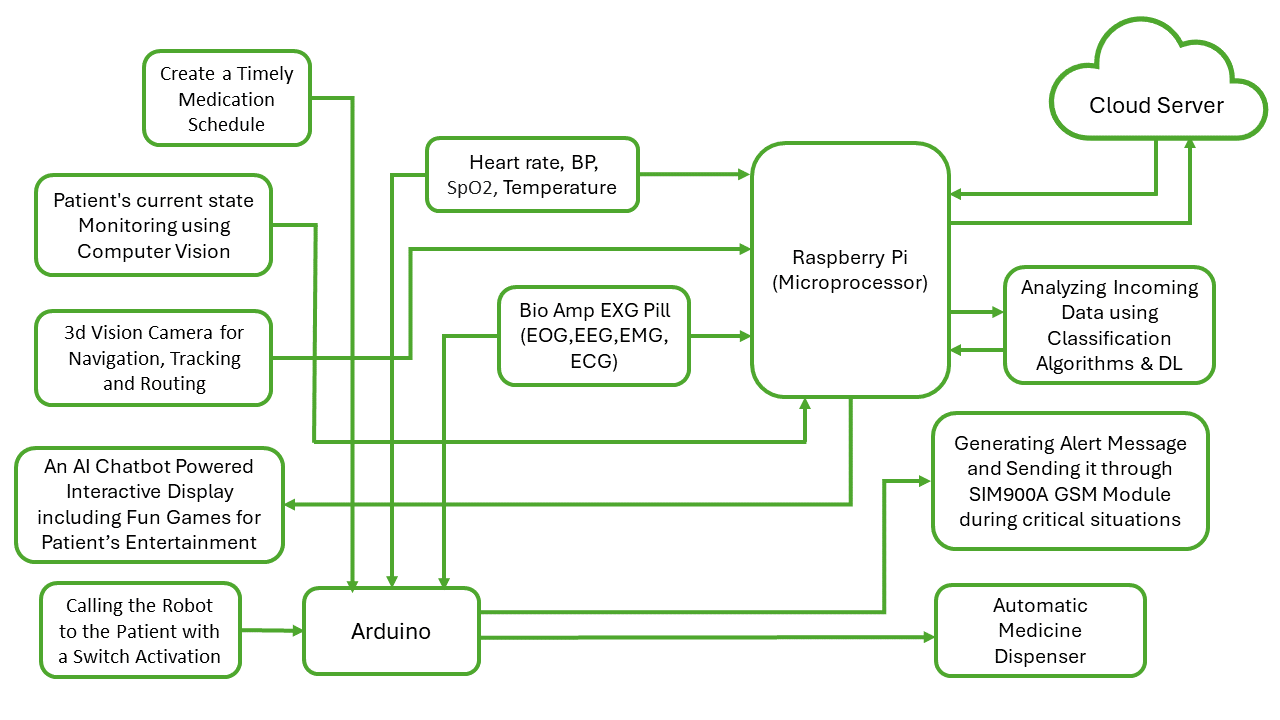 Create a Timely
Medication
Schedule
Cloud Server
Heart rate, BP,
SpO2, Temperature
Patient's current state
Monitoring using
Computer Vision
Raspberry Pi
(Microprocessor)
Analyzing Incoming
Data using
Classification
Algorithms & DL
Bio Amp EXG Pill
(EOG,EEG,EMG,
ECG)
3d Vision Camera for
Navigation, Tracking
and Routing
Generating Alert Message
and Sending it through
SIM900A GSM Module
during critical situations
An AI Chatbot Powered
Interactive Display
including Fun Games for
Patient’s Entertainment
Calling the Robot
to the Patient with
a Switch Activation
Arduino
Automatic
Medicine
Dispenser